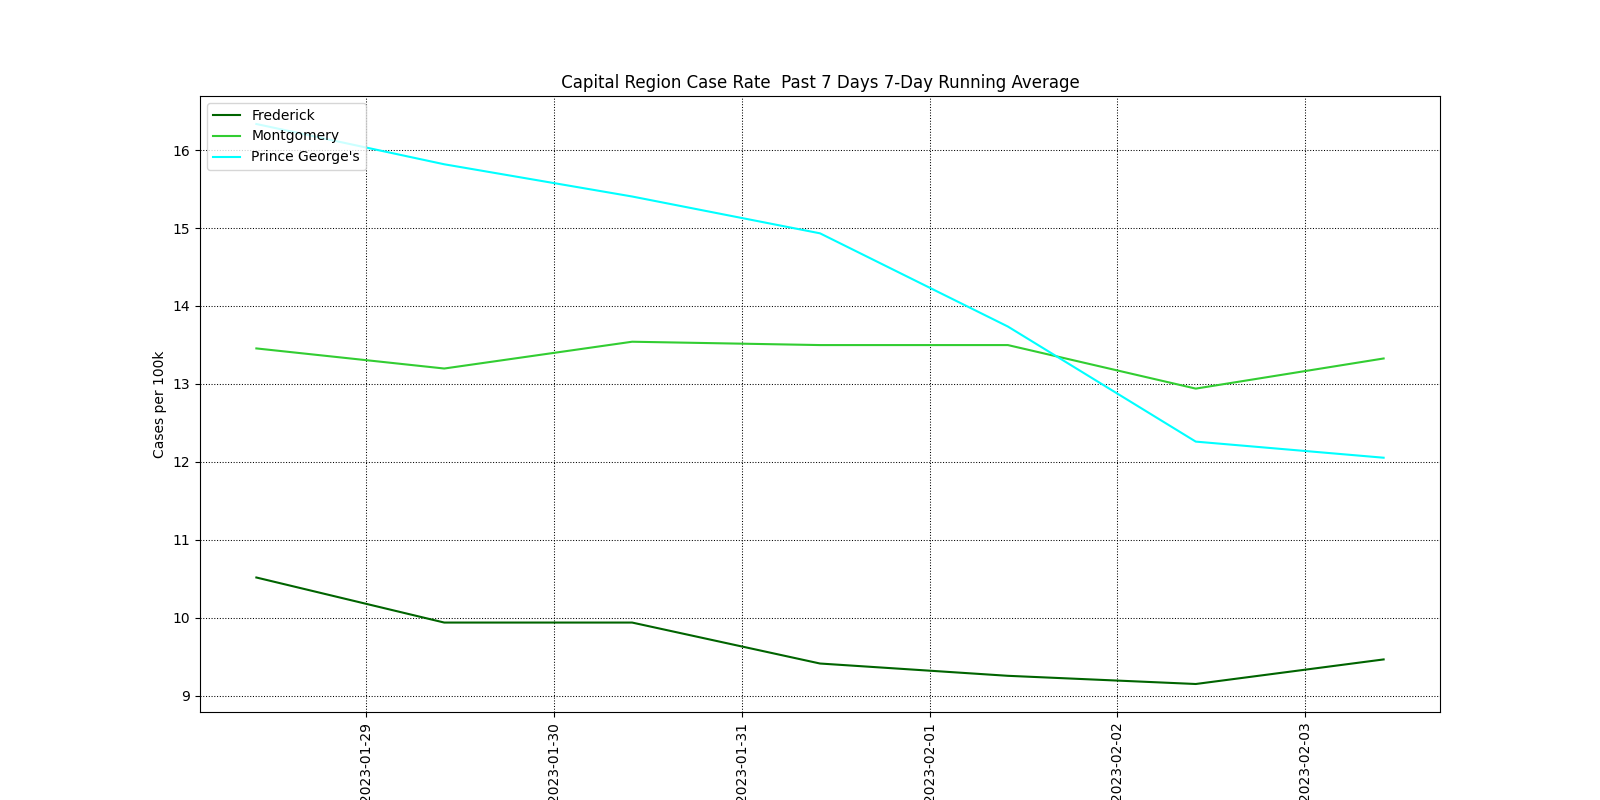 Capital Region Case Rate  Past 7 Days 7-Day Running Average
Frederick
Montgomery
Prince George's
16
15
14
13
12
11
10
9
Cases per 100k
2023-01-29
2023-01-30
2023-01-31
2023-02-01
2023-02-02
2023-02-03